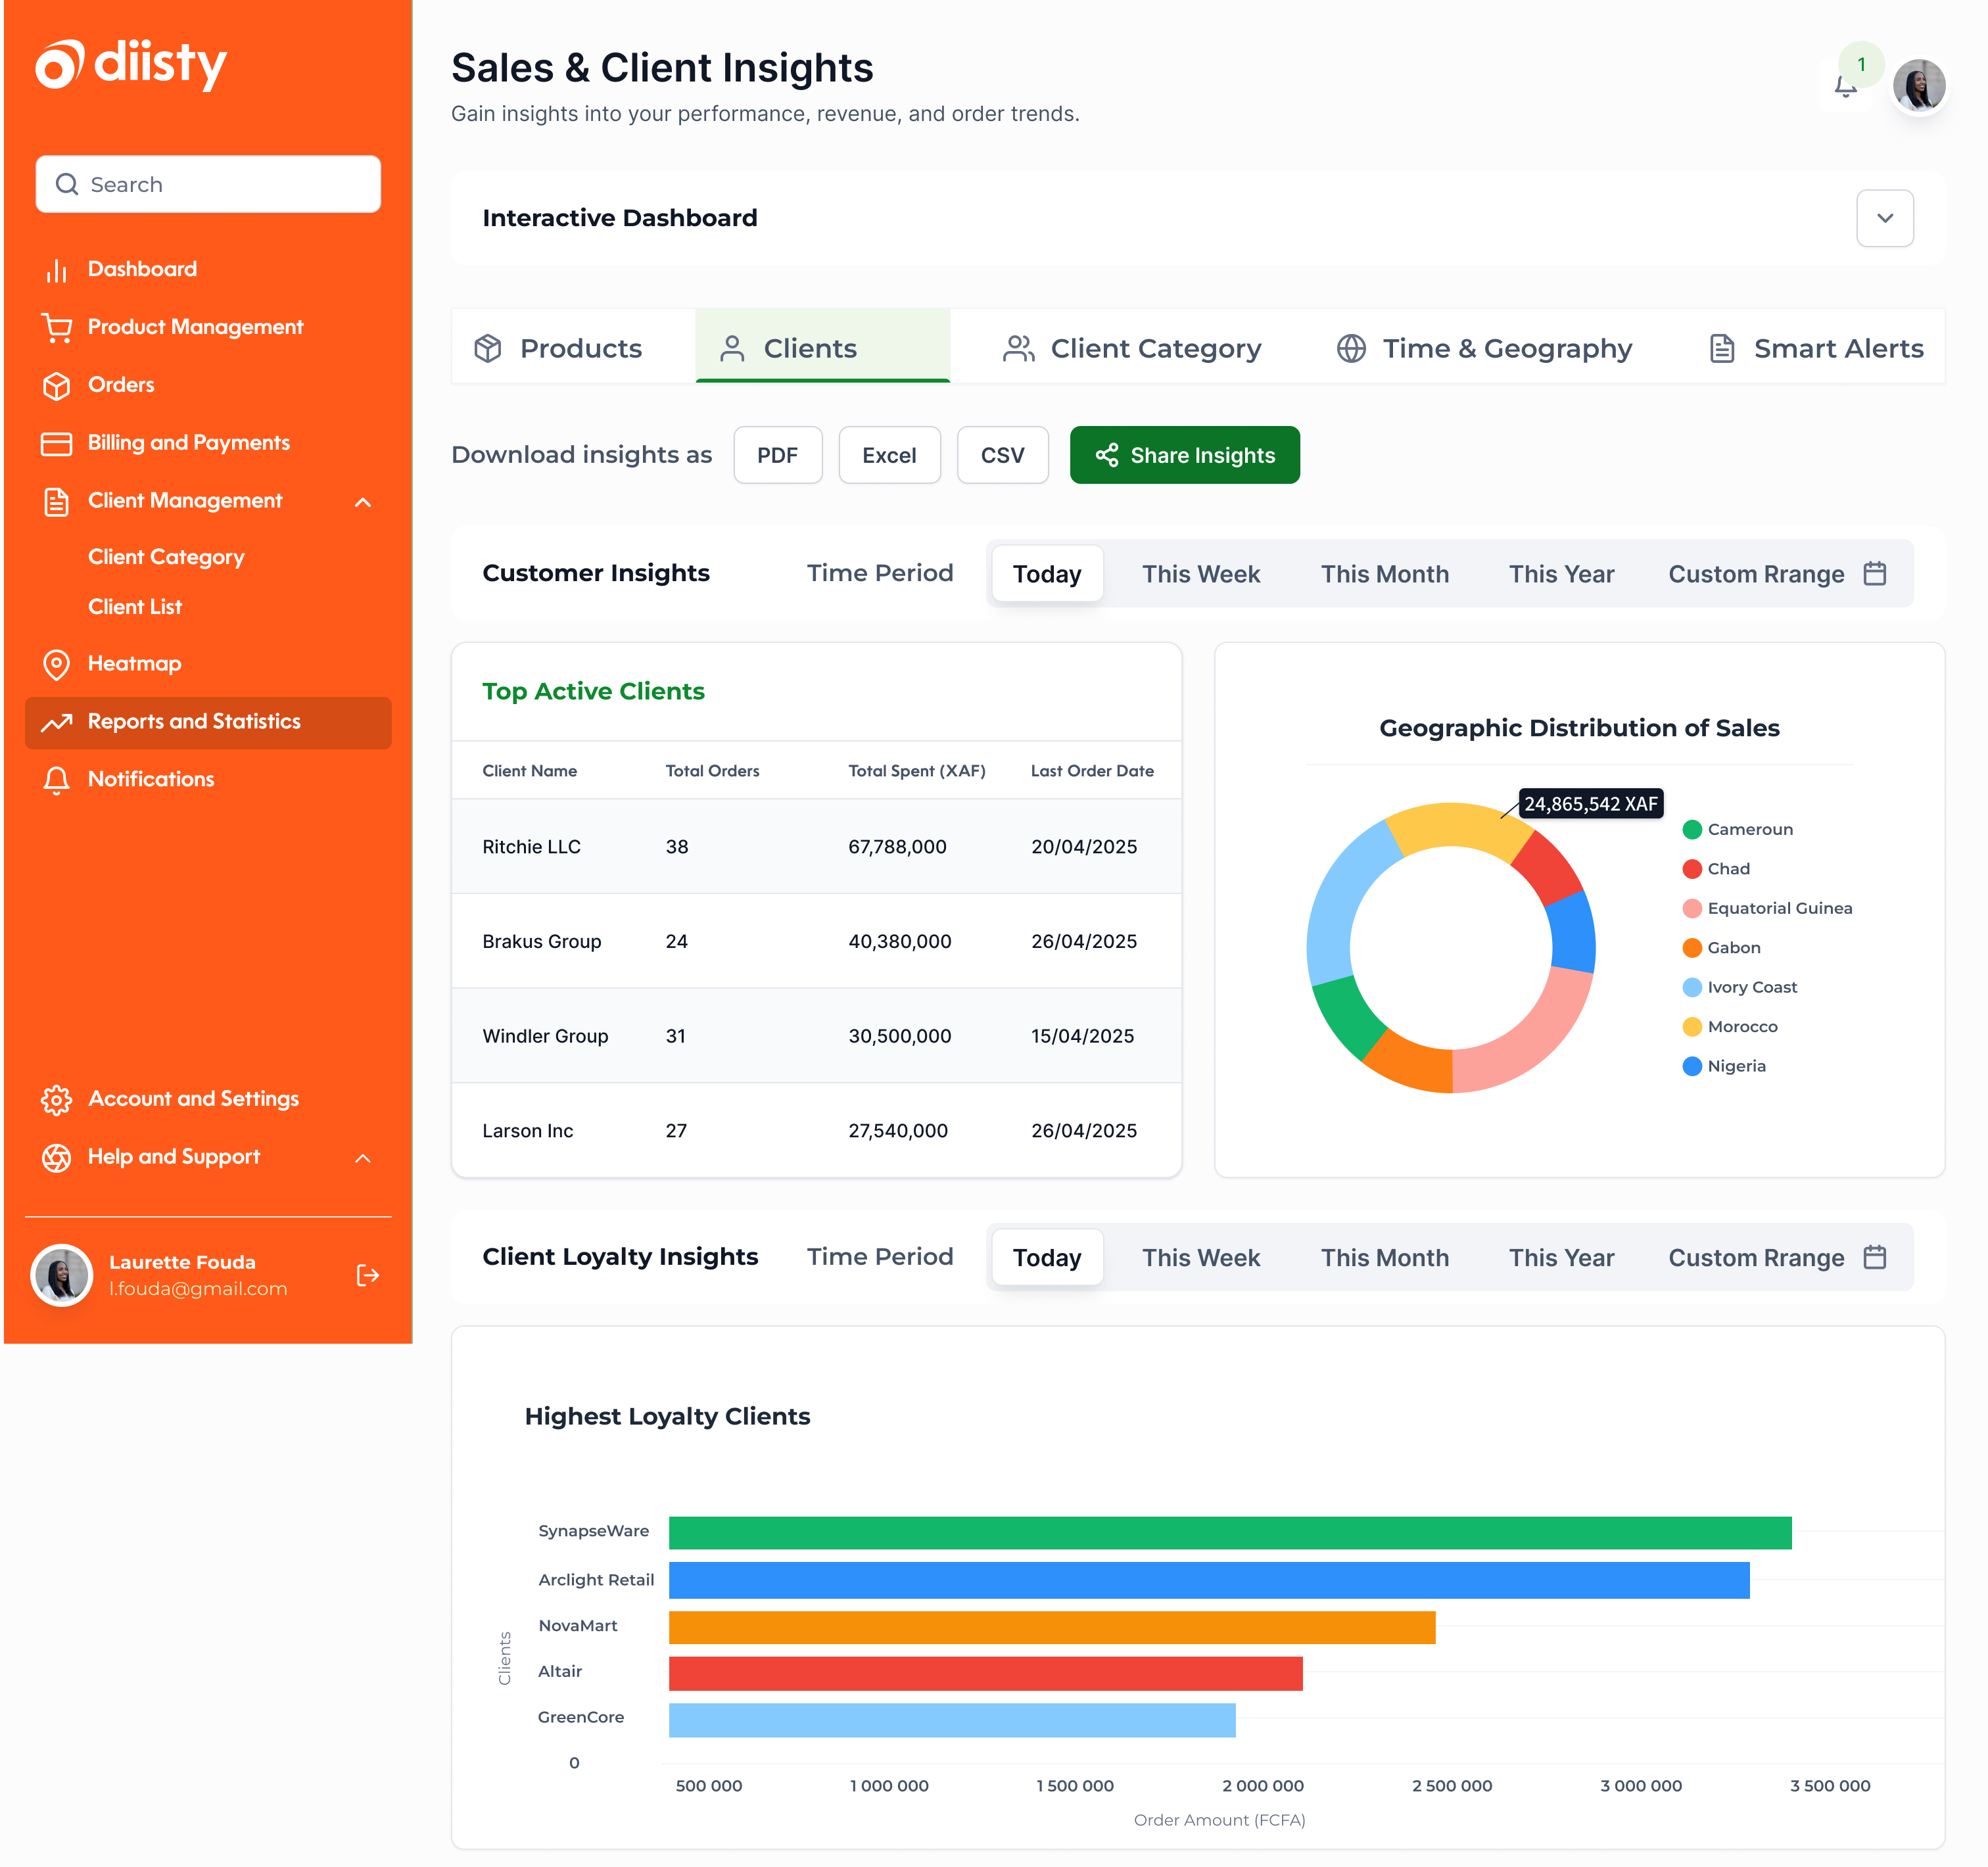 diisty
Search
Dashboard
Product Management
Orders
Billing and Payments
Client Management
Client Category
Client List
Heatmap
Reports and Statistics
Notifications
Account and Settings
Help and Support
Laurette Fouda
l.fouda@gmail.com
Sales & Client Insights
Gain insights into your performance, revenue, and order trends.
1
Interactive Dashboard
Products Clients Client Category Time & Geography Smart Alerts
Download insights as PDF Excel CSV Share Insights
Customer Insights Time Period Today This Week This Month This Year Custom Rrange
Top Active Clients
Client Name Total Orders Total Spent (XAF) Last Order Date
Ritchie LLC 38 67,788,000 20/04/2025
Brakus Group 24 40,380,000 26/04/2025
Windler Group 31 30,500,000 15/04/2025
Larson Inc 27 27,540,000 26/04/2025
Geographic Distribution of Sales
24,865,542 XAF
Cameroun
Chad
Equatorial Guinea
Gabon
Ivory Coast
Morocco
Nigeria
Client Loyalty Insights Time Period Today This Week This Month This Year Custom Rrange
Highest Loyalty Clients
Clients
SynapseWare
Arclight Retail
NovaMart
Altair
GreenCore
0
500 000 1 000 000 1 500 000 2 000 000 2 500 000 3 000 000 3 500 000
Order Amount (FCFA)